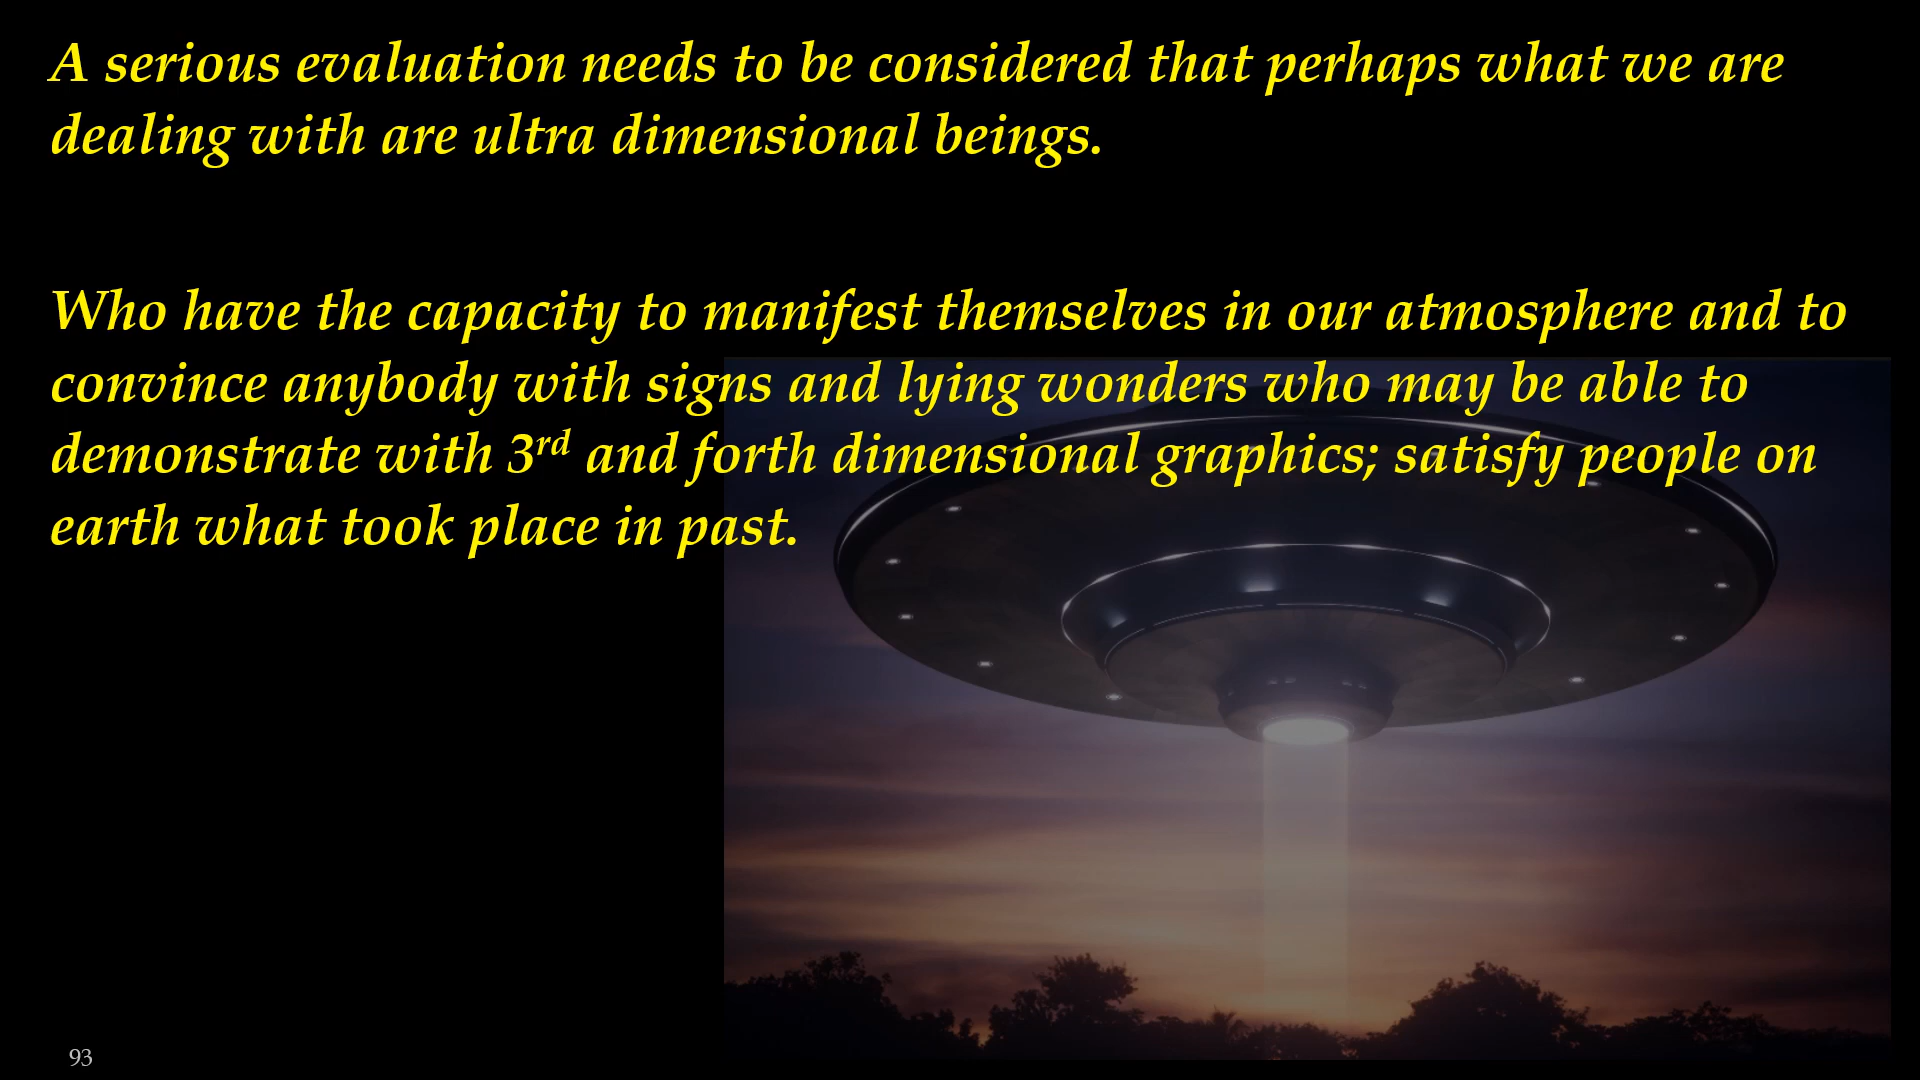 A serious evaluation needs to be considered that perhaps what we are
dealing with are ultra dimensional beings.
Who have the capacity to manifest themselves in our atmosphere and to
convince anybody with signs and lying wonders who may be able to
demonstrate with 3rd and forth dimensional graphics; satisfy people on
earth what took place in past.
93